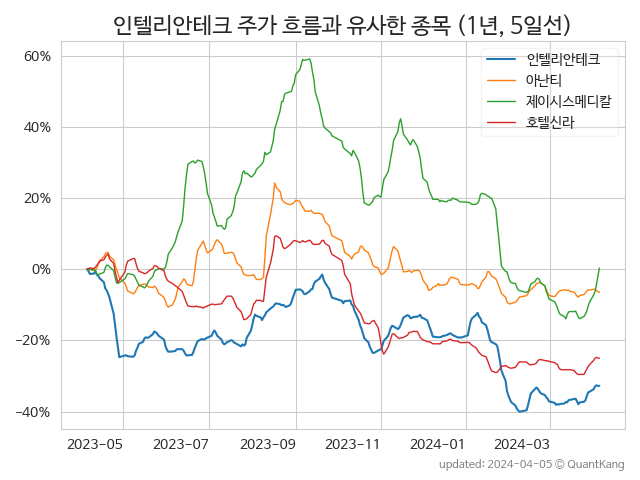 인텔리안테크 주가 흐름과 유사한 종목 (1년, 5일선)
인텔리안테크
아난티
제이시스메디칼
호텔신라
60%
40%
20%
0%
−20%
−40%
2023-05 2023-07 2023-09 2023-11 2024-01 2024-03
updated: 2024-04-05 © QuantKang